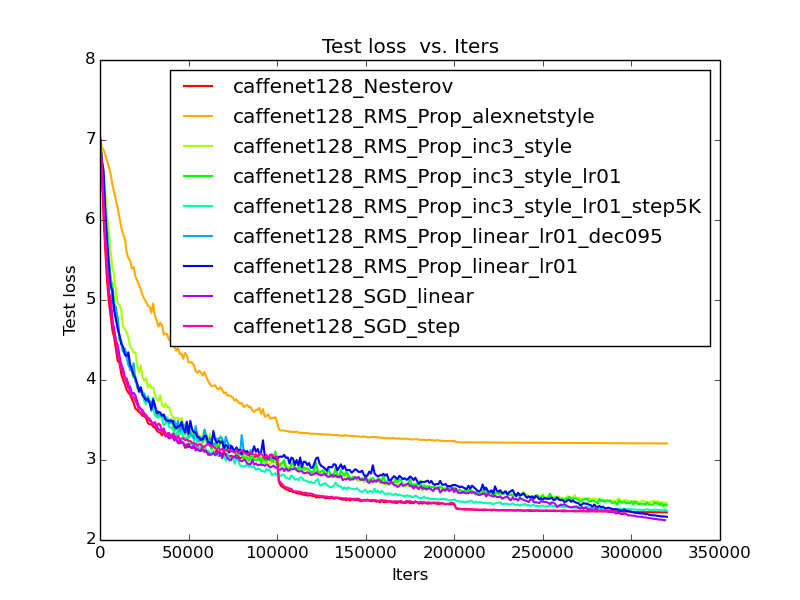 Test loss vs. Iters
8
7
6
5
4
3
2
Test loss
caffenet128_Nesterov
caffenet128_RMS_Prop_alexnetstyle
caffenet128_RMS_Prop_inc3_style
caffenet128_RMS_Prop_inc3_style_lr01
caffenet128_RMS_Prop_inc3_style_lr01_step5K
caffenet128_RMS_Prop_linear_lr01_dec095
caffenet128_RMS_Prop_linear_lr01
caffenet128_SGD_linear
caffenet128_SGD_step
0 50000 100000 150000 200000 250000 300000 350000
Iters